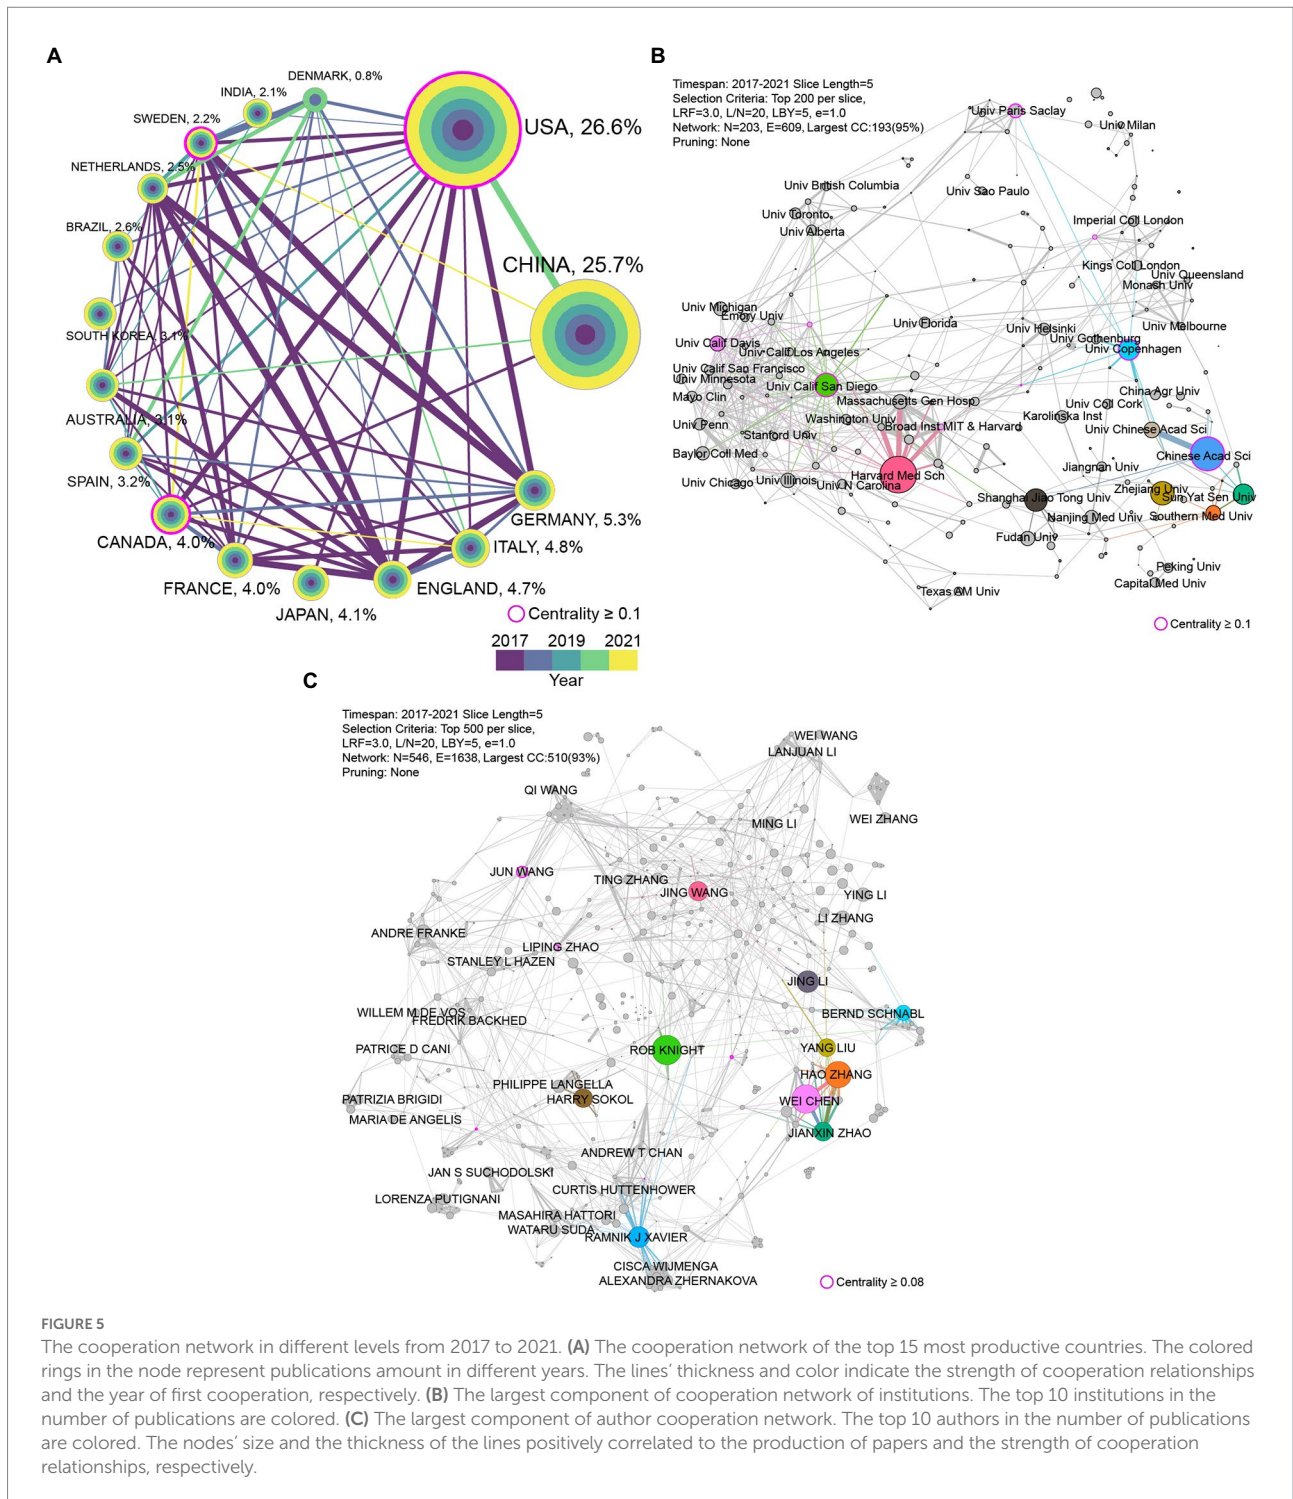 A
DENMARK, 0.8%
INDIA, 2.1%
SWEDEN, 2.2%
USA, 26.6%
NETHERLANDS, 2.5%
BRAZIL, 2.6%
CHINA, 25.7%
SOUTH KOREA, 3.1%
AUSTRALIA, 3.1%
SPAIN, 3.2%
GERMANY, 5.3%
CANADA, 4.0%
ITALY, 4.8%
FRANCE, 4.0%
ENGLAND, 4.7%
JAPAN, 4.1%
Centrality ≥ 0.1
2017 2019 2021
Year
B
Timespan: 2017-2021 Slice Length=5
Selection Criteria: Top 200 per slice,
LRF=3.0, L/N=20, LBY=5, e=1.0
Network: N=203, E=609, Largest CC:193(95%)
Pruning: None
Univ Paris Saclay
Univ Milan
Univ British Columbia
Univ Sao Paulo
Univ Toronto
Imperial Coll London
Univ Alberta
Kings Coll London
Univ Queensland
Monash Univ
Univ Michigan
Emory Univ
Univ Florida
Univ Helsinki
Univ Melbourne
Univ Gothenburg
Univ Calif Davis
Univ Calif Los Angeles
Univ Copenhagen
Univ Calif San Francisco
Univ Minnesota
Univ Calif San Diego
China Agr Univ
Mayo Clin
Massachusetts Gen Hosp
Univ Coll Cork
Karolinska Inst
Washington Univ
Univ Penn
Broad Inst MIT & Harvard
Univ Chinese Acad Sci
Stanford Univ
Baylor Coll Med
Chinese Acad Sci
Jiangnan Univ
Harvard Med Sch
Univ Chicago
Univ Illinois
Univ N Carolina
Zhejiang Univ
Shanghai Jiao Tong Univ
Sun Yat Sen Univ
Nanjing Med Univ
Southern Med Univ
Fudan Univ
Peking Univ
Capital Med Univ
Texas AM Univ
Centrality ≥ 0.1
C
Timespan: 2017-2021 Slice Length=5
Selection Criteria: Top 500 per slice,
LRF=3.0, L/N=20, LBY=5, e=1.0
Network: N=546, E=1638, Largest CC:510(93%)
Pruning: None
WEI WANG
LANJUAN LI
QI WANG
WEI ZHANG
MING LI
JUN WANG
TING ZHANG
JING WANG
YING LI
LI ZHANG
ANDRE FRANKE
LIPING ZHAO
STANLEY L HAZEN
JING LI
WILLEM M DE VOS
BERND SCHNABL
FREDRIK BACKHED
PATRICE D CANI
ROB KNIGHT
YANG LIU
HAO ZHANG
PHILIPPE LANGELLA
PATRIZIA BRIGIDI
HARRY SOKOL
WEI CHEN
MARIA DE ANGELIS
JIANXIN ZHAO
ANDREW T CHAN
JAN S SUCHODOLSKI
CURTIS HUTTENHOWER
LORENZA PUTIGNANI
MASAHIRA HATTORI
WATARU SUDA
RAMNIK J XAVIER
CISCA WIJMENGA
ALEXANDRA ZHERNAKOVA
Centrality ≥ 0.08
FIGURE 5
The cooperation network in different levels from 2017 to 2021. (A) The cooperation network of the top 15 most productive countries. The colored
rings in the node represent publications amount in different years. The lines' thickness and color indicate the strength of cooperation relationships
and the year of first cooperation, respectively. (B) The largest component of cooperation network of institutions. The top 10 institutions in the
number of publications are colored. (C) The largest component of author cooperation network. The top 10 authors in the number of publications
are colored. The nodes' size and the thickness of the lines positively correlated to the production of papers and the strength of cooperation
relationships, respectively.